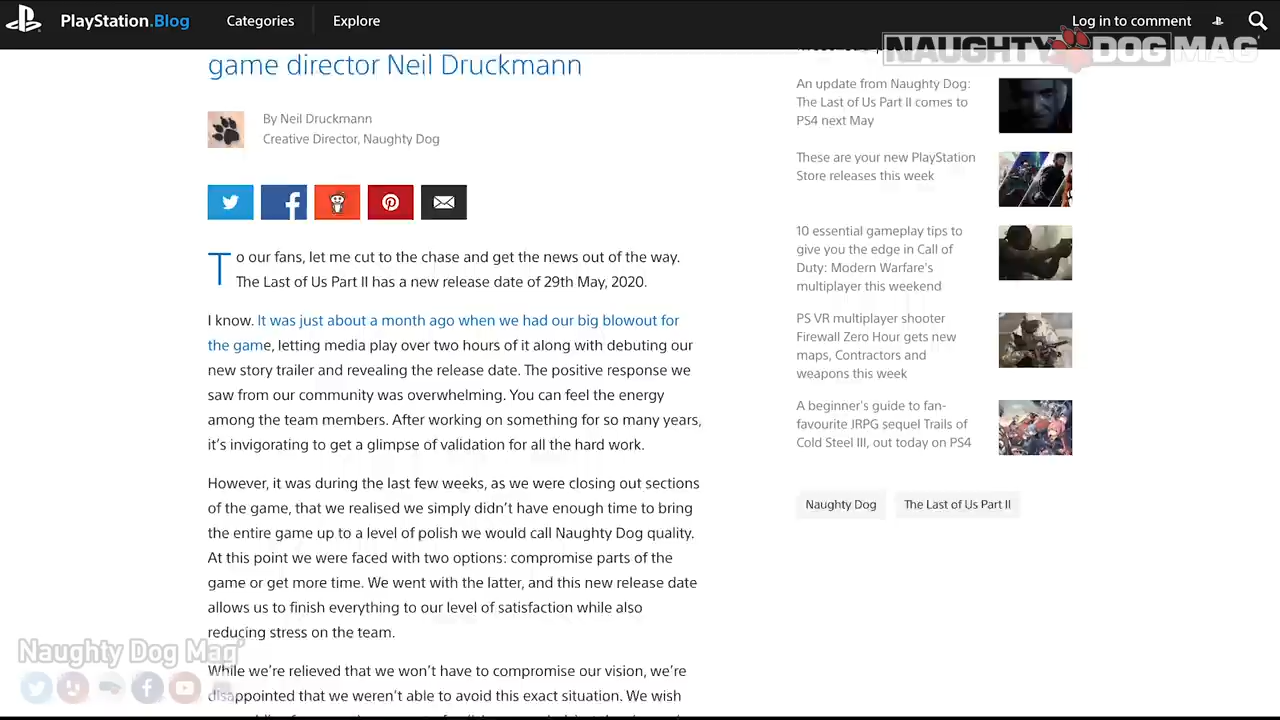 PlayStation.Blog
Categories
Explore
Log in to comment
NAUGHTY DOG MAG
game director Neil Druckmann
By Neil Druckmann
Creative Director, Naughty Dog
To our fans, let me cut to the chase and get the news out of the way.
The Last of Us Part II has a new release date of 29th May, 2020.
I know. It was just about a month ago when we had our big blowout for
the game, letting media play over two hours of it along with debuting our
new story trailer and revealing the release date. The positive response we
saw from our community was overwhelming. You can feel the energy
among the team members. After working on something for so many years,
it's invigorating to get a glimpse of validation for all the hard work.
However, it was during the last few weeks, as we were closing out sections
of the game, that we realised we simply didn't have enough time to bring
the entire game up to a level of polish we would call Naughty Dog quality.
At this point we were faced with two options: compromise parts of the
game or get more time. We went with the latter, and this new release date
allows us to finish everything to our level of satisfaction while also
reducing stress on the team.
While we're relieved that we won't have to compromise our vision, we're
disappointed that we weren't able to avoid this exact situation. We wish
An update from Naughty Dog:
The Last of Us Part II comes to
PS4 next May
These are your new PlayStation
Store releases this week
10 essential gameplay tips to
give you the edge in Call of
Duty: Modern Warfare's
multiplayer this weekend
PS VR multiplayer shooter
Firewall Zero Hour gets new
maps, Contractors and
weapons this week
A beginner's guide to fan-
favourite JRPG sequel Trails of
Cold Steel III, out today on PS4
Naughty Dog
The Last of Us Part II
Naughty Dog Mag'